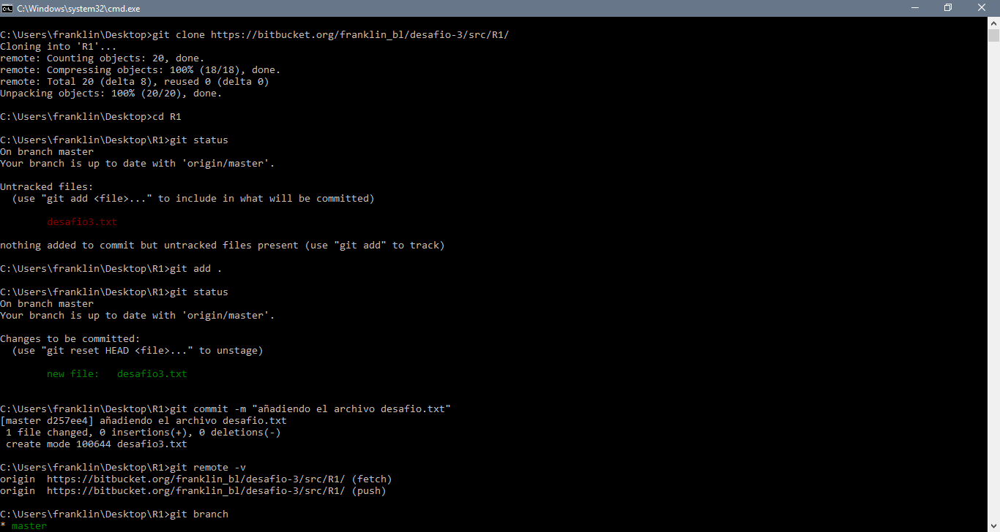 C:\Windows\system32\cmd.exe
C:\Users\franklin\Desktop>git clone https://bitbucket.org/franklin_bl/desafio-3/src/R1/
Cloning into 'R1'...
remote: Counting objects: 20, done.
remote: Compressing objects: 100% (18/18), done.
remote: Total 20 (delta 8), reused 0 (delta 0)
Unpacking objects: 100% (20/20), done.
C:\Users\franklin\Desktop>cd R1
C:\Users\franklin\Desktop\R1>git status
On branch master
Your branch is up to date with 'origin/master'.
Untracked files:
  (use "git add <file>..." to include in what will be committed)
        desafio3.txt
nothing added to commit but untracked files present (use "git add" to track)
C:\Users\franklin\Desktop\R1>git add .
C:\Users\franklin\Desktop\R1>git status
On branch master
Your branch is up to date with 'origin/master'.
Changes to be committed:
  (use "git reset HEAD <file>..." to unstage)
        new file:   desafio3.txt
C:\Users\franklin\Desktop\R1>git commit -m "añadiendo el archivo desafio.txt"
[master d257ee4] añadiendo el archivo desafio.txt
 1 file changed, 0 insertions(+), 0 deletions(-)
 create mode 100644 desafio3.txt
C:\Users\franklin\Desktop\R1>git remote -v
origin  https://bitbucket.org/franklin_bl/desafio-3/src/R1/ (fetch)
origin  https://bitbucket.org/franklin_bl/desafio-3/src/R1/ (push)
C:\Users\franklin\Desktop\R1>git branch
* master